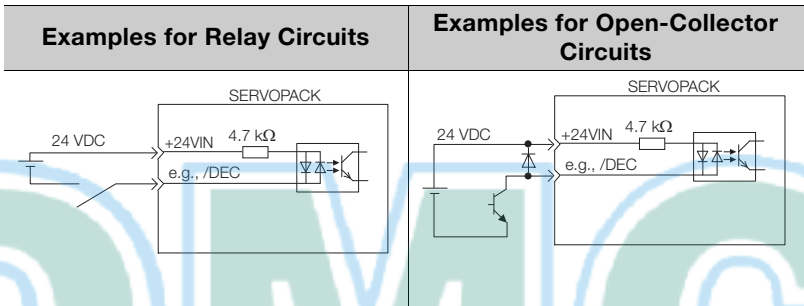 Examples for Relay Circuits
Examples for Open-Collector
Circuits
SERVOPACK
24 VDC
+24VIN
4.7 kΩ
e.g., /DEC
SERVOPACK
24 VDC
+24VIN
4.7 kΩ
e.g., /DEC